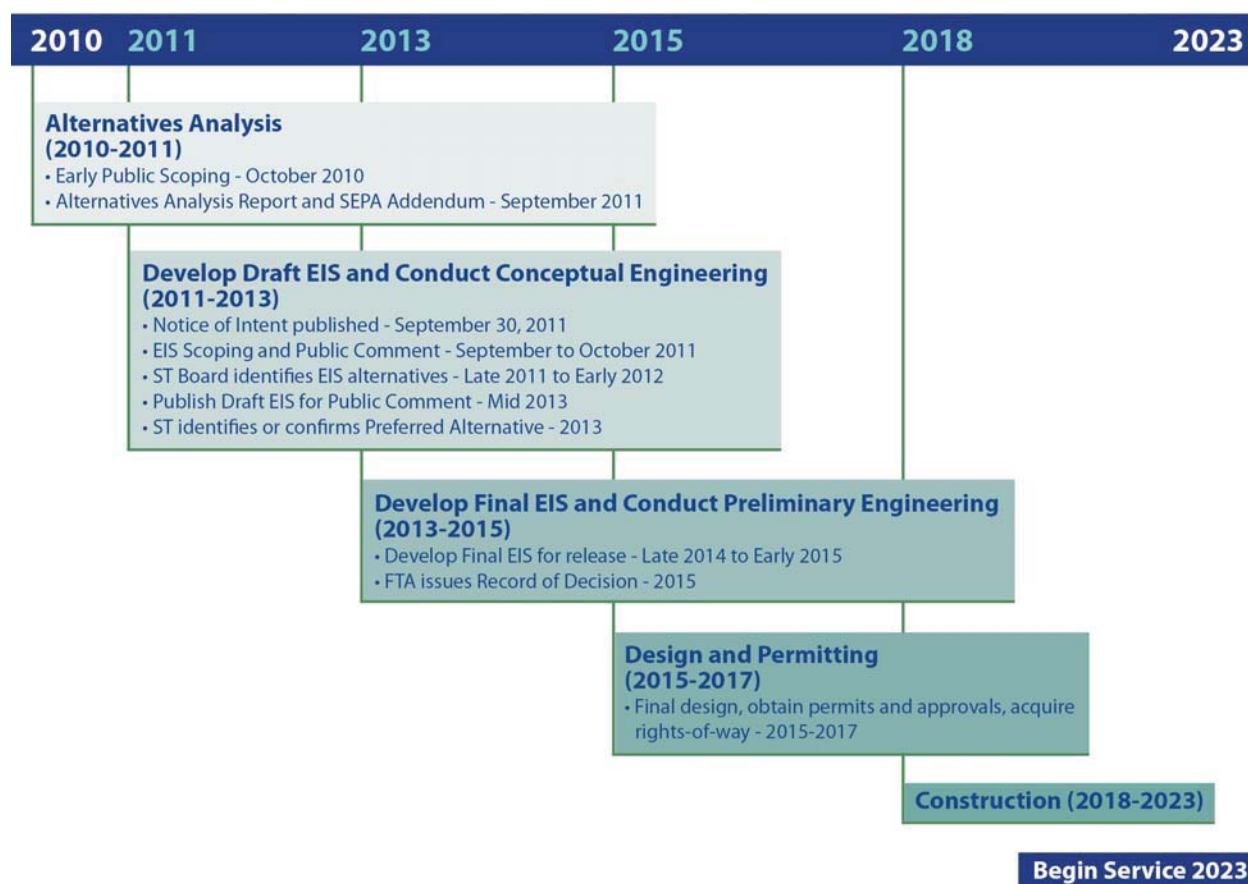 2010 2011 2013 2015 2018 2023
Alternatives Analysis
(2010-2011)
• Early Public Scoping - October 2010
• Alternatives Analysis Report and SEPA Addendum - September 2011
Develop Draft EIS and Conduct Conceptual Engineering
(2011-2013)
• Notice of Intent published - September 30, 2011
• EIS Scoping and Public Comment - September to October 2011
• ST Board identifies EIS alternatives - Late 2011 to Early 2012
• Publish Draft EIS for Public Comment - Mid 2013
• ST identifies or confirms Preferred Alternative - 2013
Develop Final EIS and Conduct Preliminary Engineering
(2013-2015)
• Develop Final EIS for release - Late 2014 to Early 2015
• FTA issues Record of Decision - 2015
Design and Permitting
(2015-2017)
• Final design, obtain permits and approvals, acquire
rights-of-way - 2015-2017
Construction (2018-2023)
Begin Service 2023